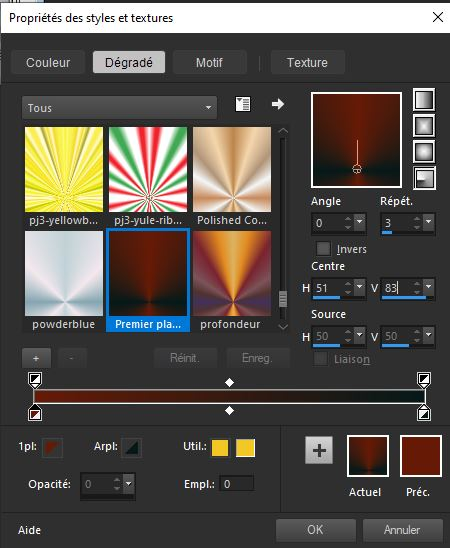 Propriétés des styles et textures
Couleur
Dégradé
Motif
Texture
Tous
pj3-yellowb...
pj3-yule-rib...
Polished Co...
powderblue
Premier pla...
profondeur
Angle
Répét.
0
3
Invers
Centre
H 51
V 83
Source
H 50
V 50
Liaison
+
-
Réinit.
Enreg.
1pl:
Arpl:
Util.:
Opacité: 0
Empl.: 0
Actuel
Préc.
Aide
OK
Annuler